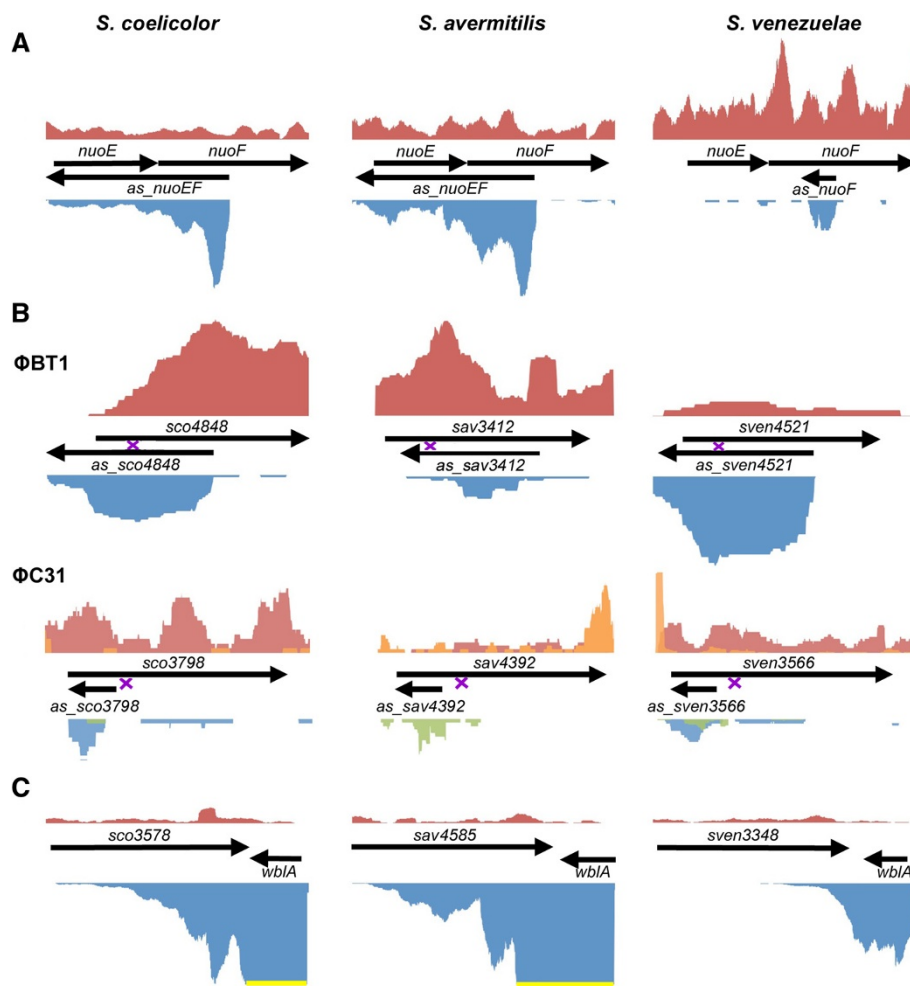 S. coelicolor S. avermitilis S. venezuelae
A
nuoE nuoF nuoE nuoF nuoE nuoF
as_nuoEF as_nuoEF as_nuoF
B
ΦBT1
sco4848 sav3412 sven4521
as_sco4848 as_sav3412 as_sven4521
ΦC31
sco3798 sav4392 sven3566
as_sco3798 as_sav4392 as_sven3566
C
sco3578 sav4585 sven3348
wblA wblA wblA